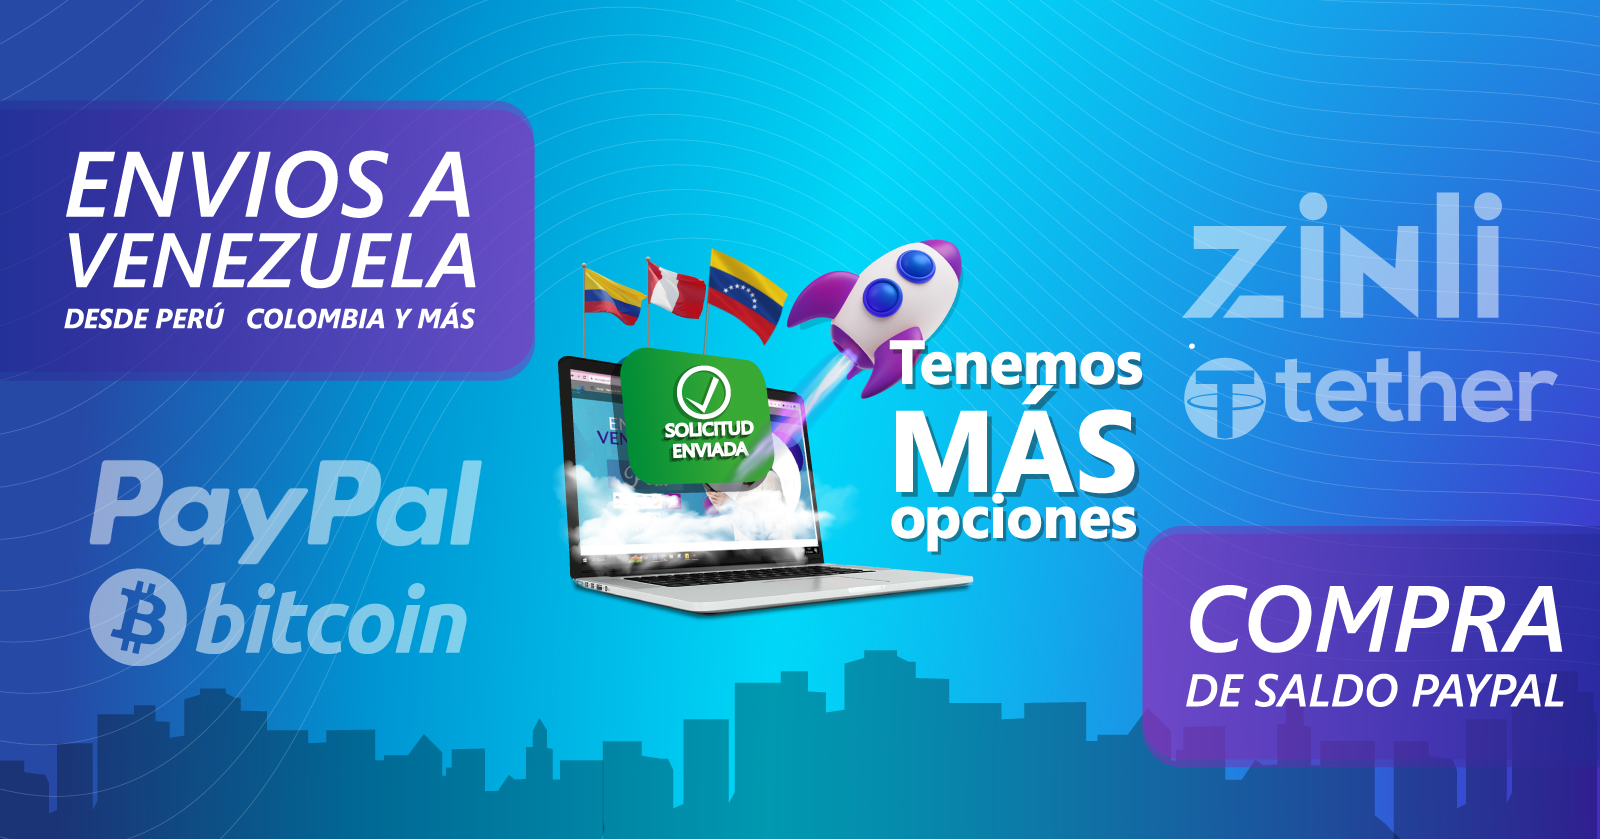 ENVIOS A
VENEZUELA
DESDE PERÚ COLOMBIA Y MÁS
PayPal
bitcoin
SOLICITUD
ENVIADA
Tenemos
MÁS
opciones
ZINli
tether
COMPRA
DE SALDO PAYPAL